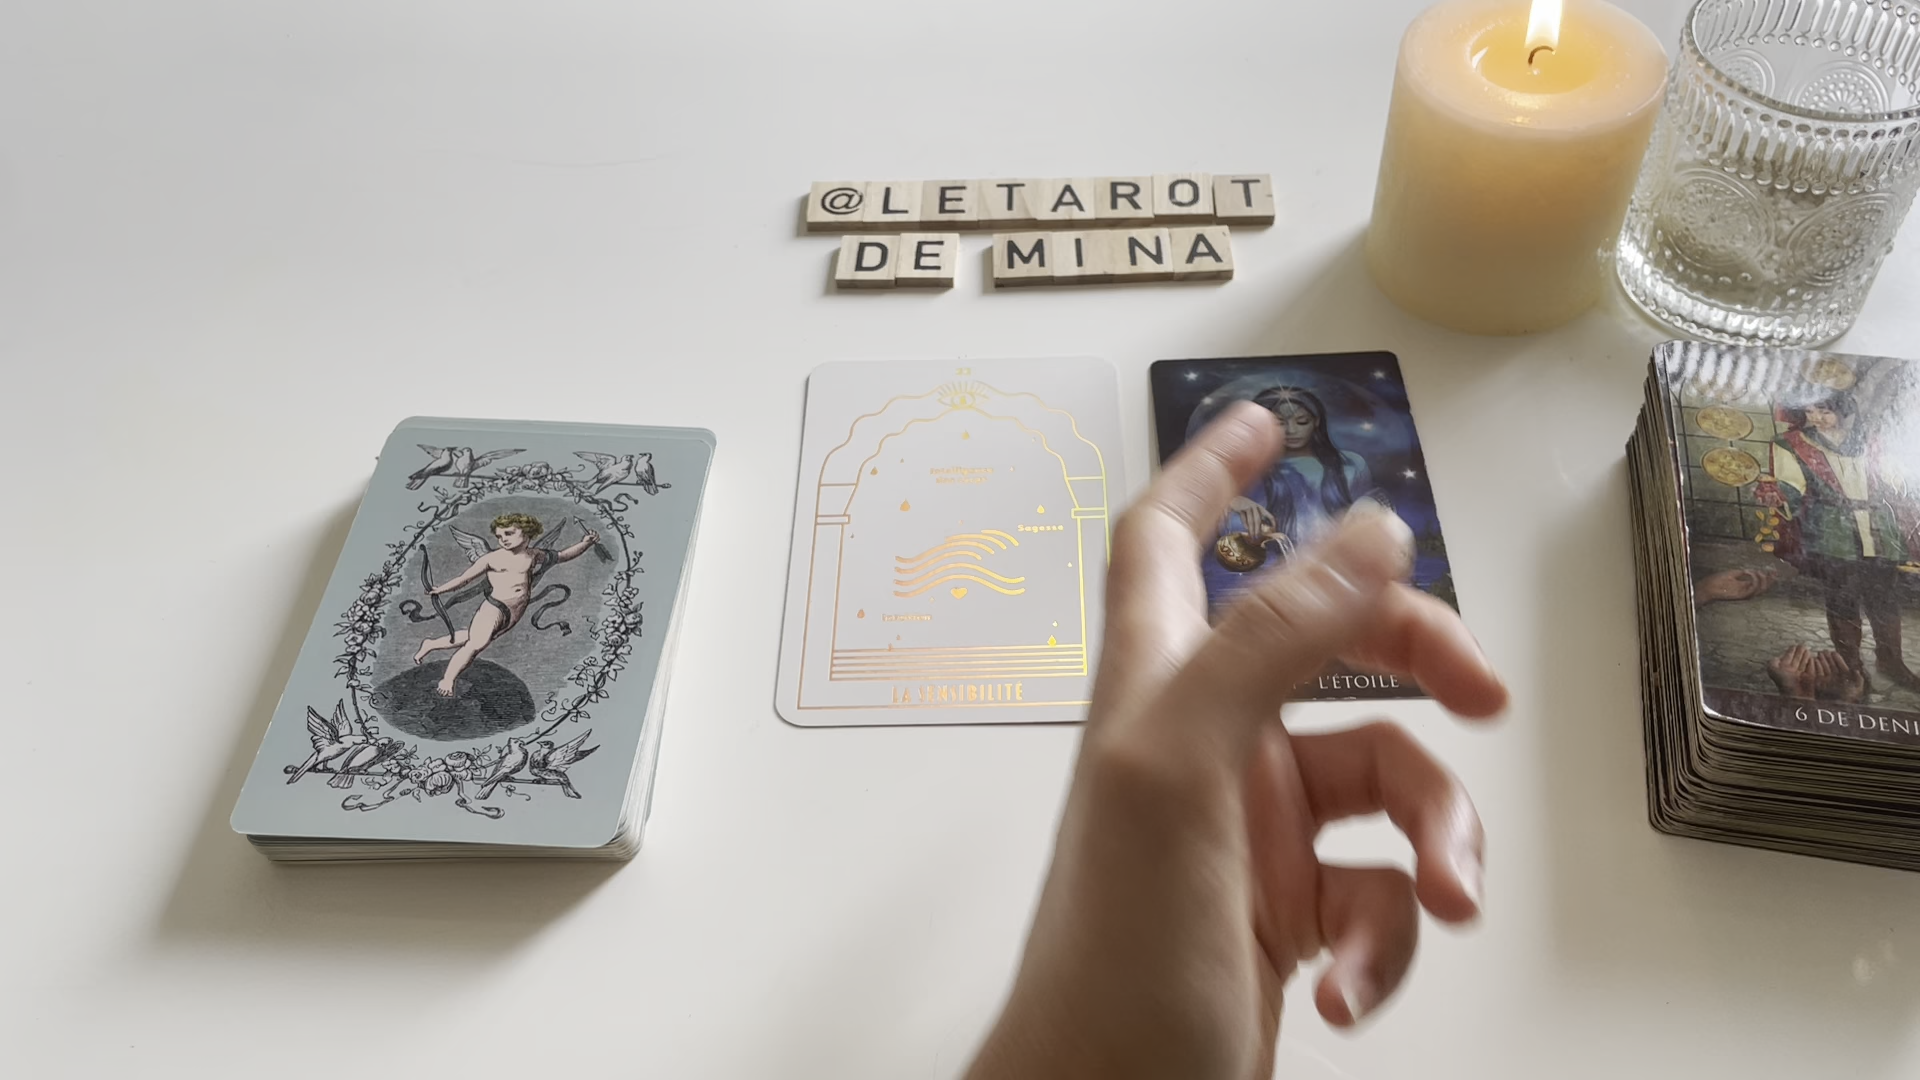 @LETAROT
DE MINA
Sagesse
LA SENSIBILITÉ
L'ÉTOILE
6 DE DENI